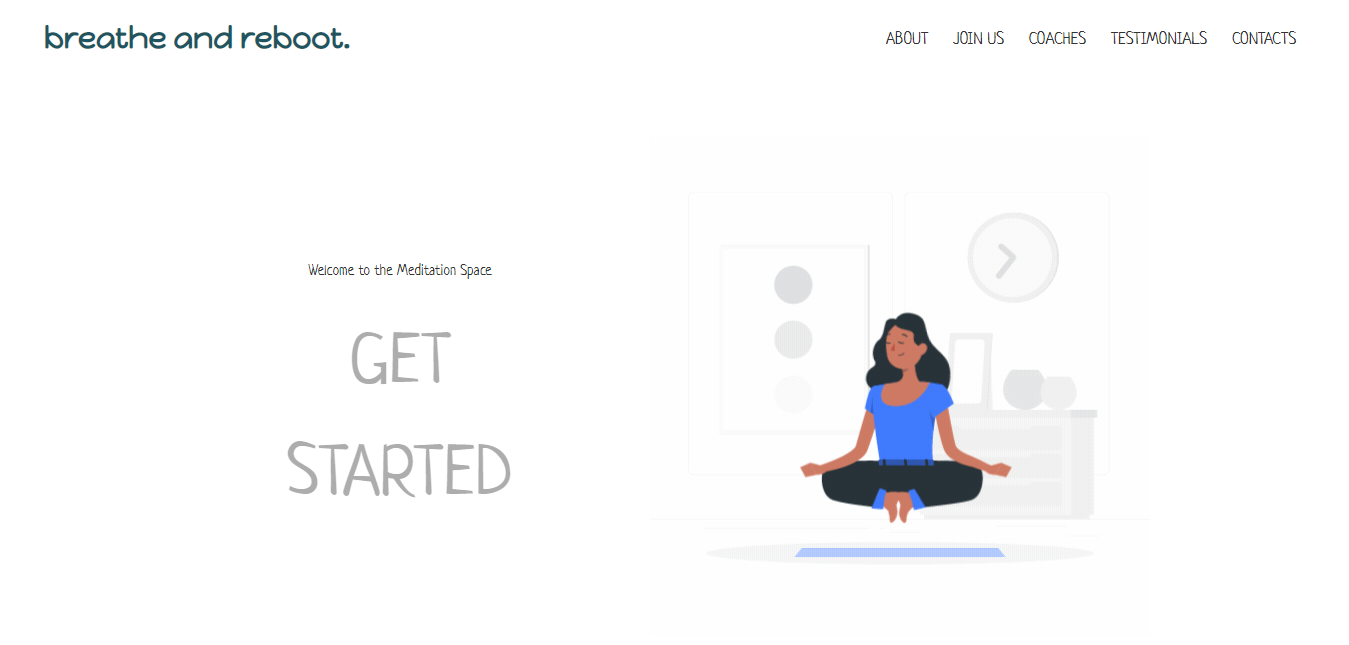 breathe and reboot.
ABOUT JOIN US COACHES TESTIMONIALS CONTACTS
Welcome to the Meditation Space
GET
STARTED